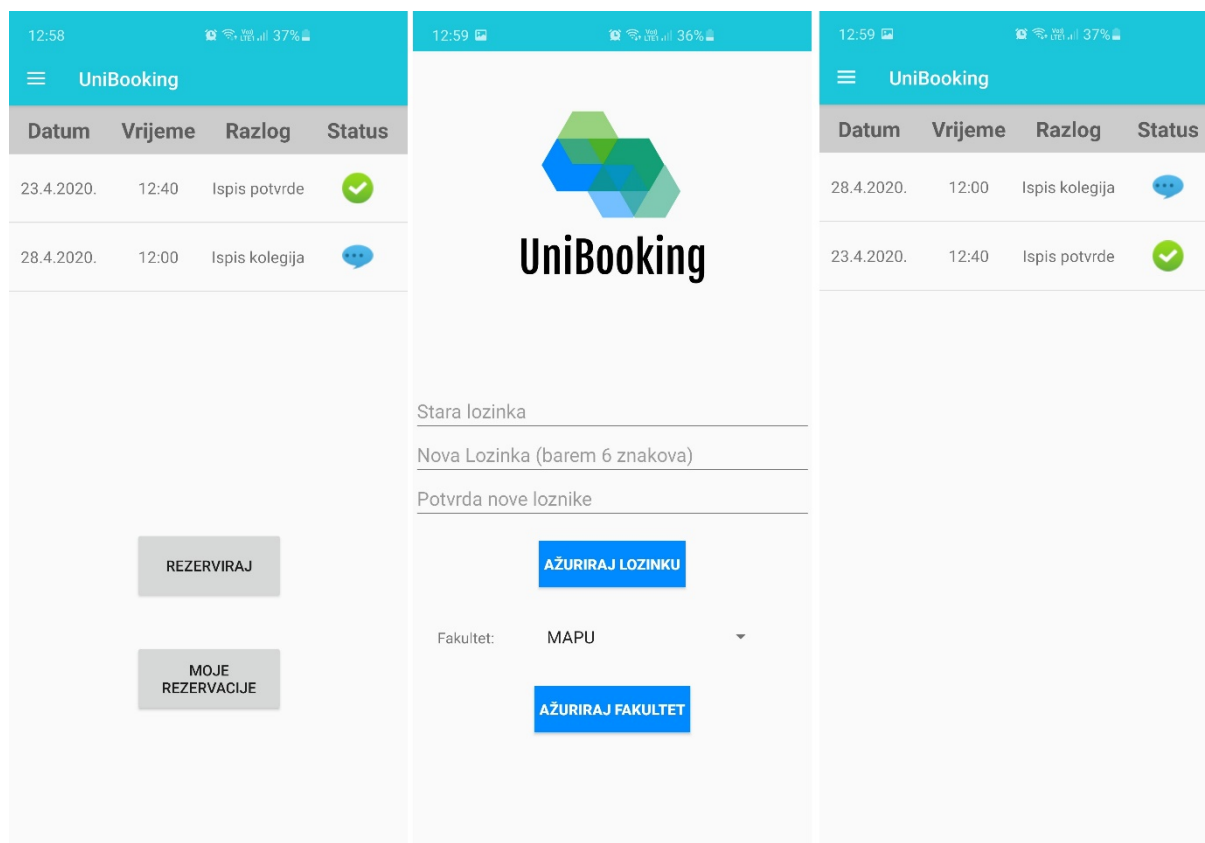 12:58
37%
UniBooking
Datum Vrijeme Razlog Status
23.4.2020. 12:40 Ispis potvrde
28.4.2020. 12:00 Ispis kolegija
REZERVIRAJ
MOJE
REZERVACIJE
12:59
36%
UniBooking
Stara lozinka
Nova Lozinka (barem 6 znakova)
Potvrda nove loznike
AŽURIRAJ LOZINKU
Fakultet: MAPU
AŽURIRAJ FAKULTET
12:59
37%
UniBooking
Datum Vrijeme Razlog Status
28.4.2020. 12:00 Ispis kolegija
23.4.2020. 12:40 Ispis potvrde